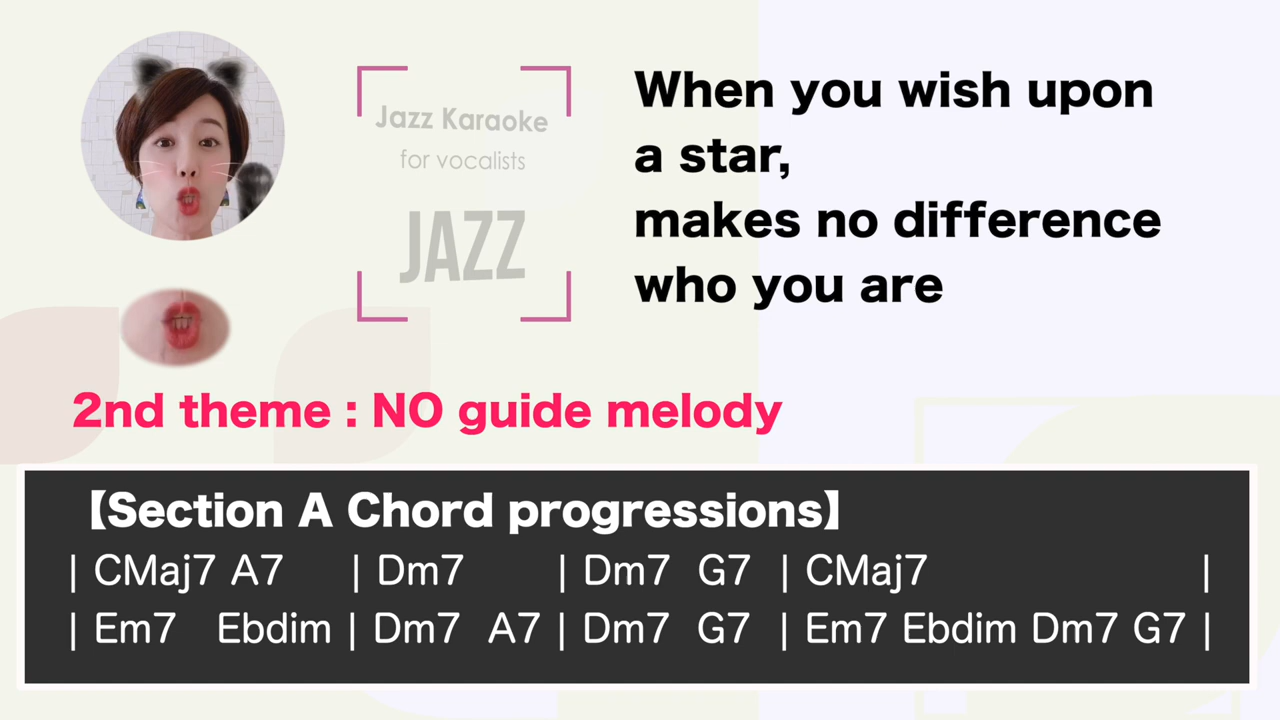 Jazz Karaoke
for vocalists
JAZZ
When you wish upon
a star,
makes no difference
who you are
2nd theme : NO guide melody
【Section A Chord progressions】
| CMaj7 A7 | Dm7 | Dm7 G7 | CMaj7 |
| Em7 Ebdim | Dm7 A7 | Dm7 G7 | Em7 Ebdim Dm7 G7 |